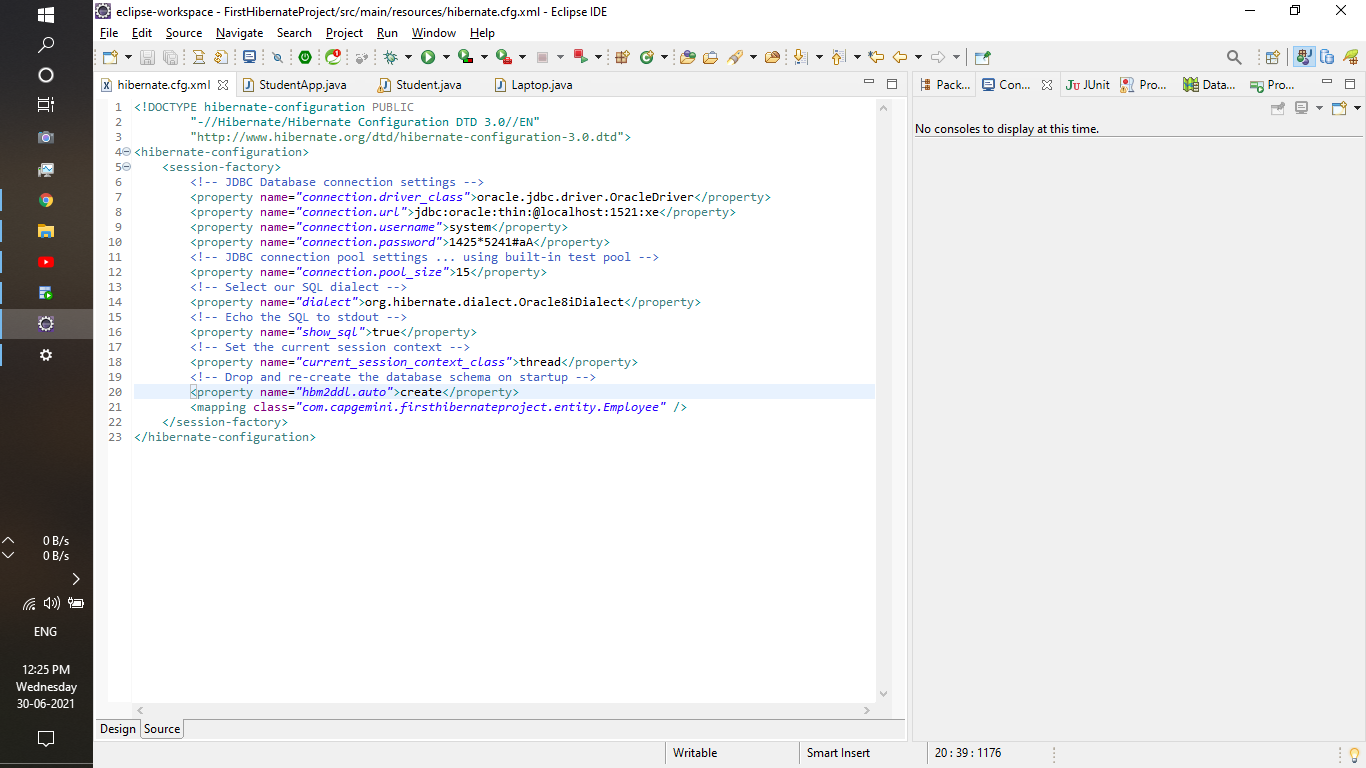 eclipse-workspace - FirstHibernateProject/src/main/resources/hibernate.cfg.xml - Eclipse IDE
File Edit Source Navigate Search Project Run Window Help
hibernate.cfg.xml StudentApp.java Student.java Laptop.java
1 <!DOCTYPE hibernate-configuration PUBLIC
2 "-//Hibernate/Hibernate Configuration DTD 3.0//EN"
3 "http://www.hibernate.org/dtd/hibernate-configuration-3.0.dtd">
4 <hibernate-configuration>
5 <session-factory>
6 <!-- JDBC Database connection settings -->
7 <property name="connection.driver_class">oracle.jdbc.driver.OracleDriver</property>
8 <property name="connection.url">jdbc:oracle:thin:@localhost:1521:xe</property>
9 <property name="connection.username">system</property>
10 <property name="connection.password">1425*5241#aA</property>
11 <!-- JDBC connection pool settings ... using built-in test pool -->
12 <property name="connection.pool_size">15</property>
13 <!-- Select our SQL dialect -->
14 <property name="dialect">org.hibernate.dialect.Oracle8iDialect</property>
15 <!-- Echo the SQL to stdout -->
16 <property name="show_sql">true</property>
17 <!-- Set the current session context -->
18 <property name="current_session_context_class">thread</property>
19 <!-- Drop and re-create the database schema on startup -->
20 <property name="hbm2ddl.auto">create</property>
21 <mapping class="com.capgemini.firsthibernateproject.entity.Employee" />
22 </session-factory>
23 </hibernate-configuration>
Design Source
Pack... Con... JUnit Pro... Data... Pro...
No consoles to display at this time.
Writable Smart Insert 20 : 39 : 1176
0 B/s
0 B/s
ENG
12:25 PM
Wednesday
30-06-2021